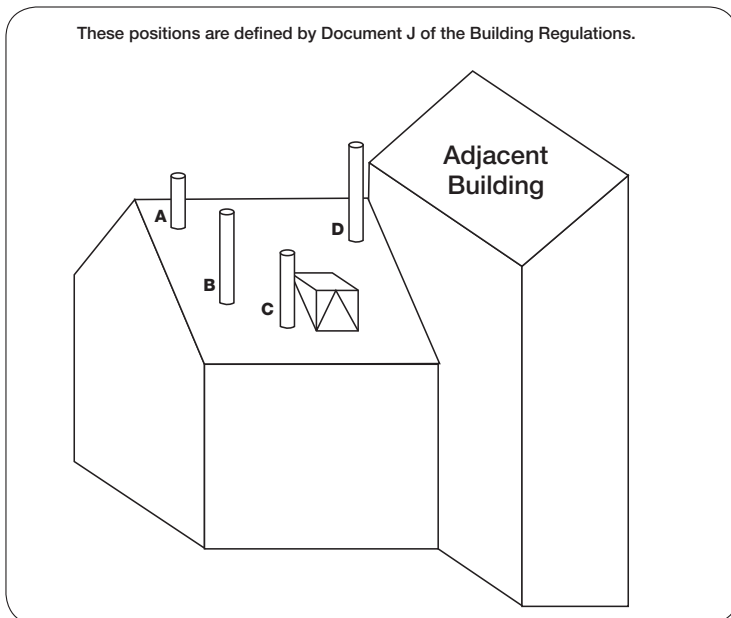 These positions are defined by Document J of the Building Regulations.
Adjacent
Building
A
D
B
C